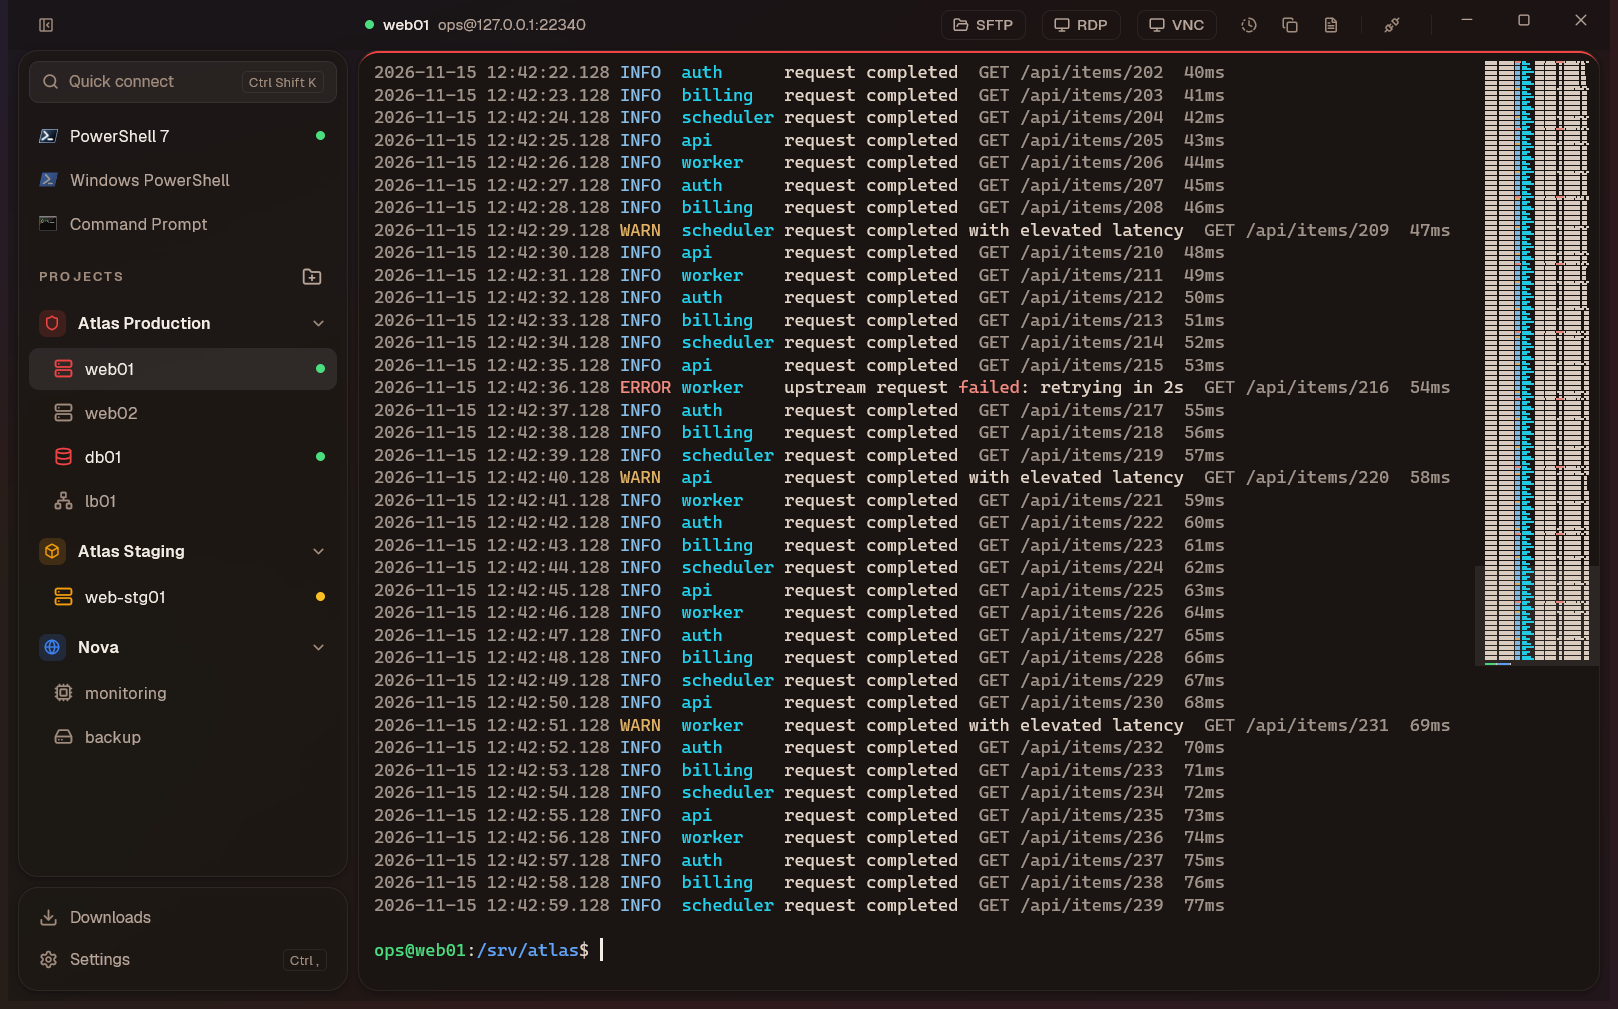 web01 ops@127.0.0.1:22340
SFTP
RDP
VNC
Quick connect Ctrl Shift K
PowerShell 7
Windows PowerShell
Command Prompt
PROJECTS
Atlas Production
web01
web02
db01
lb01
Atlas Staging
web-stg01
Nova
monitoring
backup
Downloads
Settings Ctrl ,
2026-11-15 12:42:22.128 INFO auth request completed GET /api/items/202 40ms
2026-11-15 12:42:23.128 INFO billing request completed GET /api/items/203 41ms
2026-11-15 12:42:24.128 INFO scheduler request completed GET /api/items/204 42ms
2026-11-15 12:42:25.128 INFO api request completed GET /api/items/205 43ms
2026-11-15 12:42:26.128 INFO worker request completed GET /api/items/206 44ms
2026-11-15 12:42:27.128 INFO auth request completed GET /api/items/207 45ms
2026-11-15 12:42:28.128 INFO billing request completed GET /api/items/208 46ms
2026-11-15 12:42:29.128 WARN scheduler request completed with elevated latency GET /api/items/209 47ms
2026-11-15 12:42:30.128 INFO api request completed GET /api/items/210 48ms
2026-11-15 12:42:31.128 INFO worker request completed GET /api/items/211 49ms
2026-11-15 12:42:32.128 INFO auth request completed GET /api/items/212 50ms
2026-11-15 12:42:33.128 INFO billing request completed GET /api/items/213 51ms
2026-11-15 12:42:34.128 INFO scheduler request completed GET /api/items/214 52ms
2026-11-15 12:42:35.128 INFO api request completed GET /api/items/215 53ms
2026-11-15 12:42:36.128 ERROR worker upstream request failed: retrying in 2s GET /api/items/216 54ms
2026-11-15 12:42:37.128 INFO auth request completed GET /api/items/217 55ms
2026-11-15 12:42:38.128 INFO billing request completed GET /api/items/218 56ms
2026-11-15 12:42:39.128 INFO scheduler request completed GET /api/items/219 57ms
2026-11-15 12:42:40.128 WARN api request completed with elevated latency GET /api/items/220 58ms
2026-11-15 12:42:41.128 INFO worker request completed GET /api/items/221 59ms
2026-11-15 12:42:42.128 INFO auth request completed GET /api/items/222 60ms
2026-11-15 12:42:43.128 INFO billing request completed GET /api/items/223 61ms
2026-11-15 12:42:44.128 INFO scheduler request completed GET /api/items/224 62ms
2026-11-15 12:42:45.128 INFO api request completed GET /api/items/225 63ms
2026-11-15 12:42:46.128 INFO worker request completed GET /api/items/226 64ms
2026-11-15 12:42:47.128 INFO auth request completed GET /api/items/227 65ms
2026-11-15 12:42:48.128 INFO billing request completed GET /api/items/228 66ms
2026-11-15 12:42:49.128 INFO scheduler request completed GET /api/items/229 67ms
2026-11-15 12:42:50.128 INFO api request completed GET /api/items/230 68ms
2026-11-15 12:42:51.128 WARN worker request completed with elevated latency GET /api/items/231 69ms
2026-11-15 12:42:52.128 INFO auth request completed GET /api/items/232 70ms
2026-11-15 12:42:53.128 INFO billing request completed GET /api/items/233 71ms
2026-11-15 12:42:54.128 INFO scheduler request completed GET /api/items/234 72ms
2026-11-15 12:42:55.128 INFO api request completed GET /api/items/235 73ms
2026-11-15 12:42:56.128 INFO worker request completed GET /api/items/236 74ms
2026-11-15 12:42:57.128 INFO auth request completed GET /api/items/237 75ms
2026-11-15 12:42:58.128 INFO billing request completed GET /api/items/238 76ms
2026-11-15 12:42:59.128 INFO scheduler request completed GET /api/items/239 77ms
ops@web01:/srv/atlas$